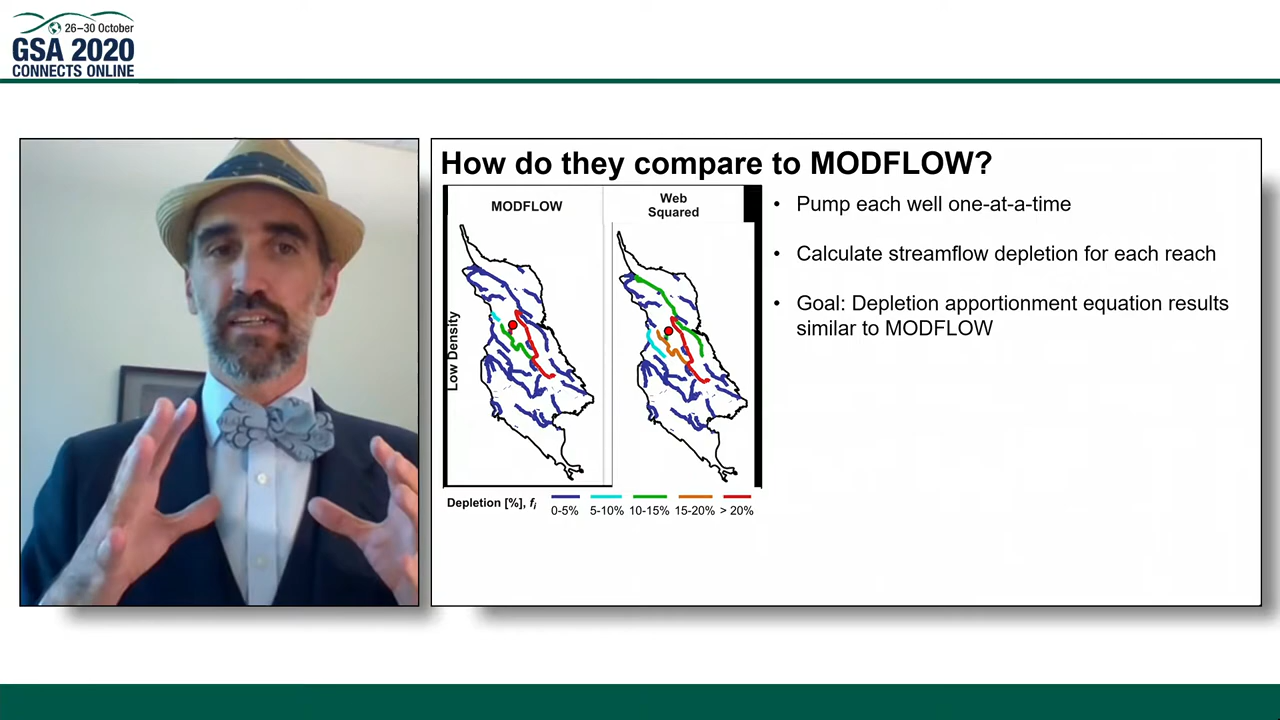 26–30 October
GSA 2020
CONNECTS ONLINE
How do they compare to MODFLOW?
MODFLOW
Web
Squared
Low Density
Depletion [%], fi
0-5%
5-10%
10-15%
15-20%
> 20%
• Pump each well one-at-a-time
• Calculate streamflow depletion for each reach
• Goal: Depletion apportionment equation results
similar to MODFLOW